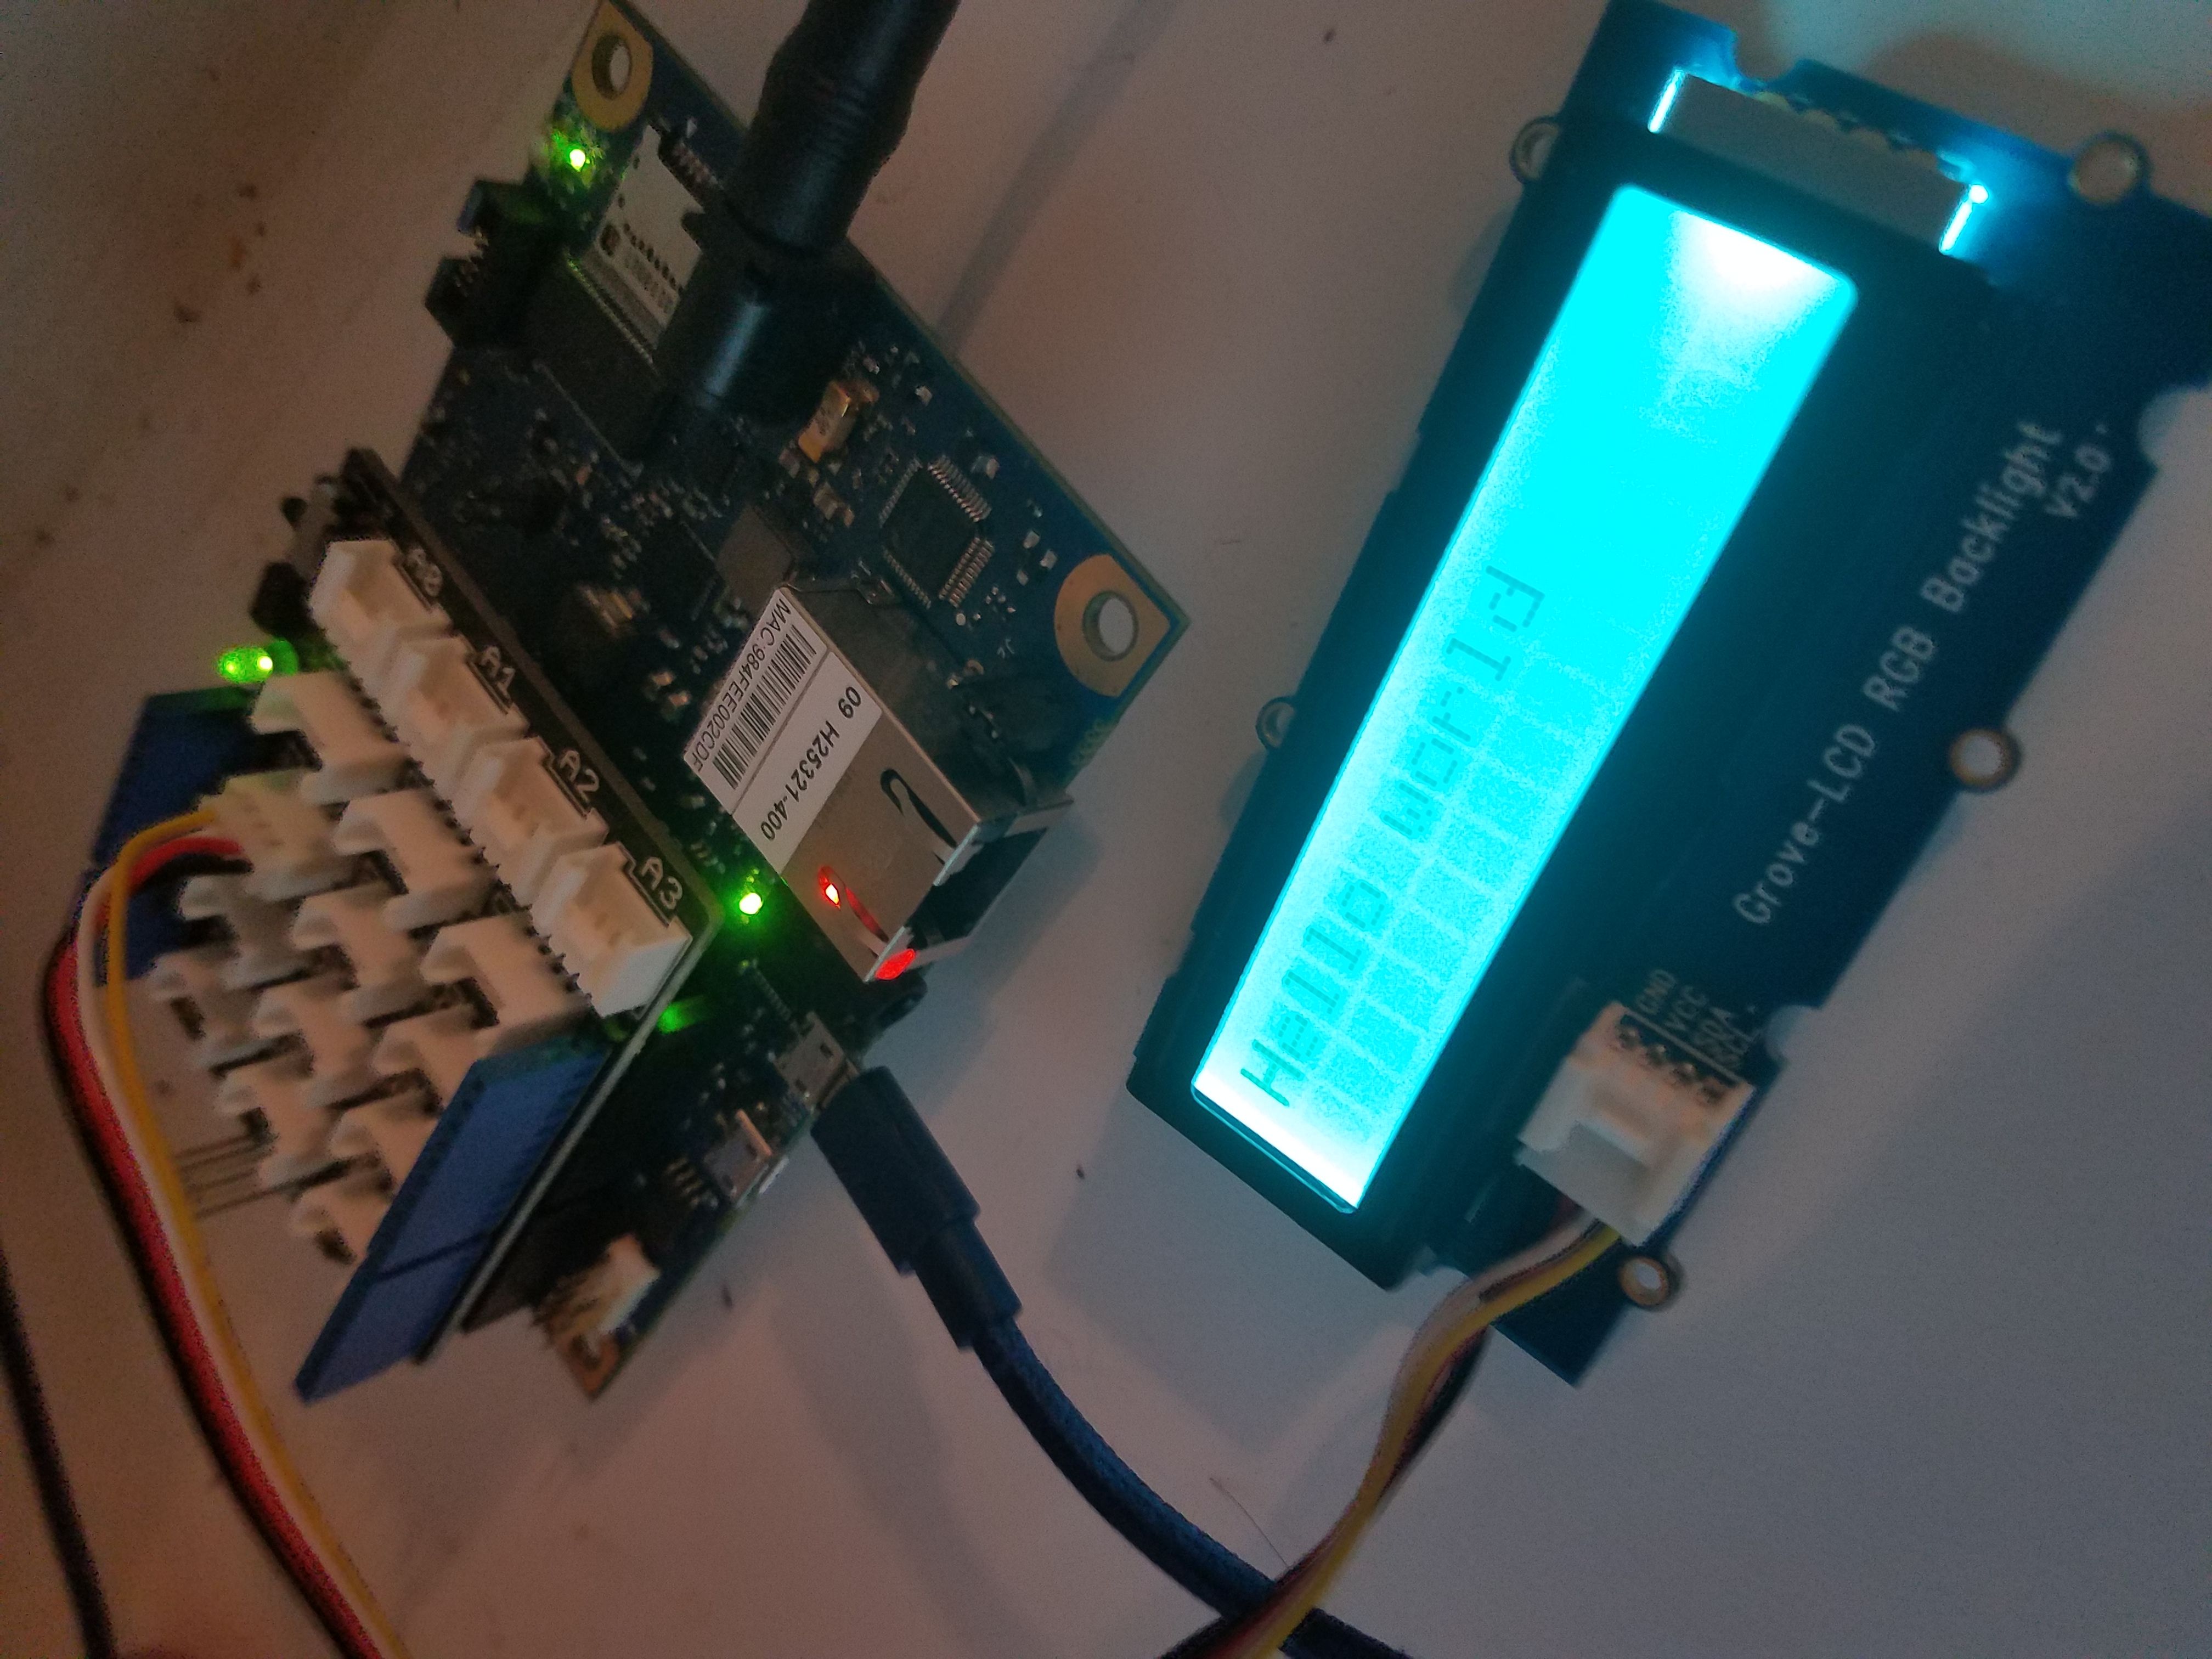 A0
A1
A2
A3
MAC:984FEE002CDF
09 H25321-400
Hello world
GND
VCC
SDA
SCL
Grove-LCD RGB Backlight
V2.0